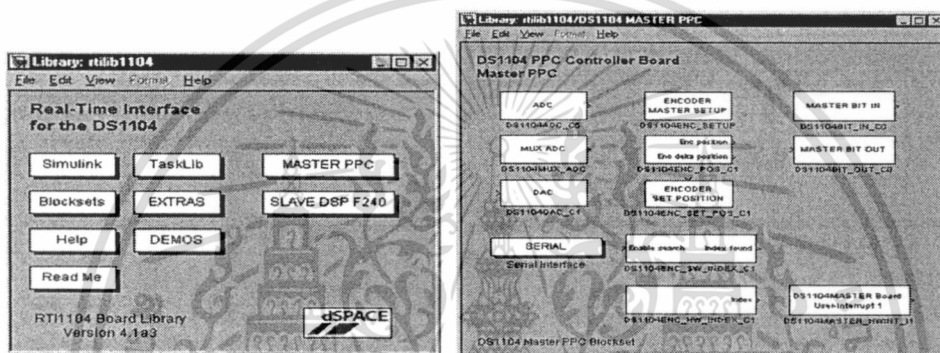 Library: rtilib1104
File Edit View Format Help
Real-Time Interface
for the DS1104
Simulink TaskLib MASTER PPC
Blocksets EXTRAS SLAVE DSP F240
Help DEMOS
Read Me
RTI1104 Board Library
Version 4.1a3
dSPACE
Library: rtilib1104/DS1104 MASTER PPC
File Edit View Format Help
DS1104 PPC Controller Board
Master PPC
ADC
DS1104ADC_C5
ENCODER
MASTER SETUP
DS1104ENC_SETUP
MASTER BIT IN
DS1104BIT_IN_C0
MUX ADC
DS1104MUX_ADC
Enc position
Enc delta position
DS1104ENC_POS_C1
MASTER BIT OUT
DS1104BIT_OUT_C0
DAC
DS1104DAC_C1
ENCODER
SET POSITION
DS1104ENC_SET_POS_C1
SERIAL
Serial Interface
Enable search Index found
DS1104ENC_SW_INDEX_C1
Index
DS1104ENC_HW_INDEX_C1
DS1104MASTER Board
User-Interrupt 1
DS1104MASTER_HWINT_I1
DS1104 Master PPC Blockset